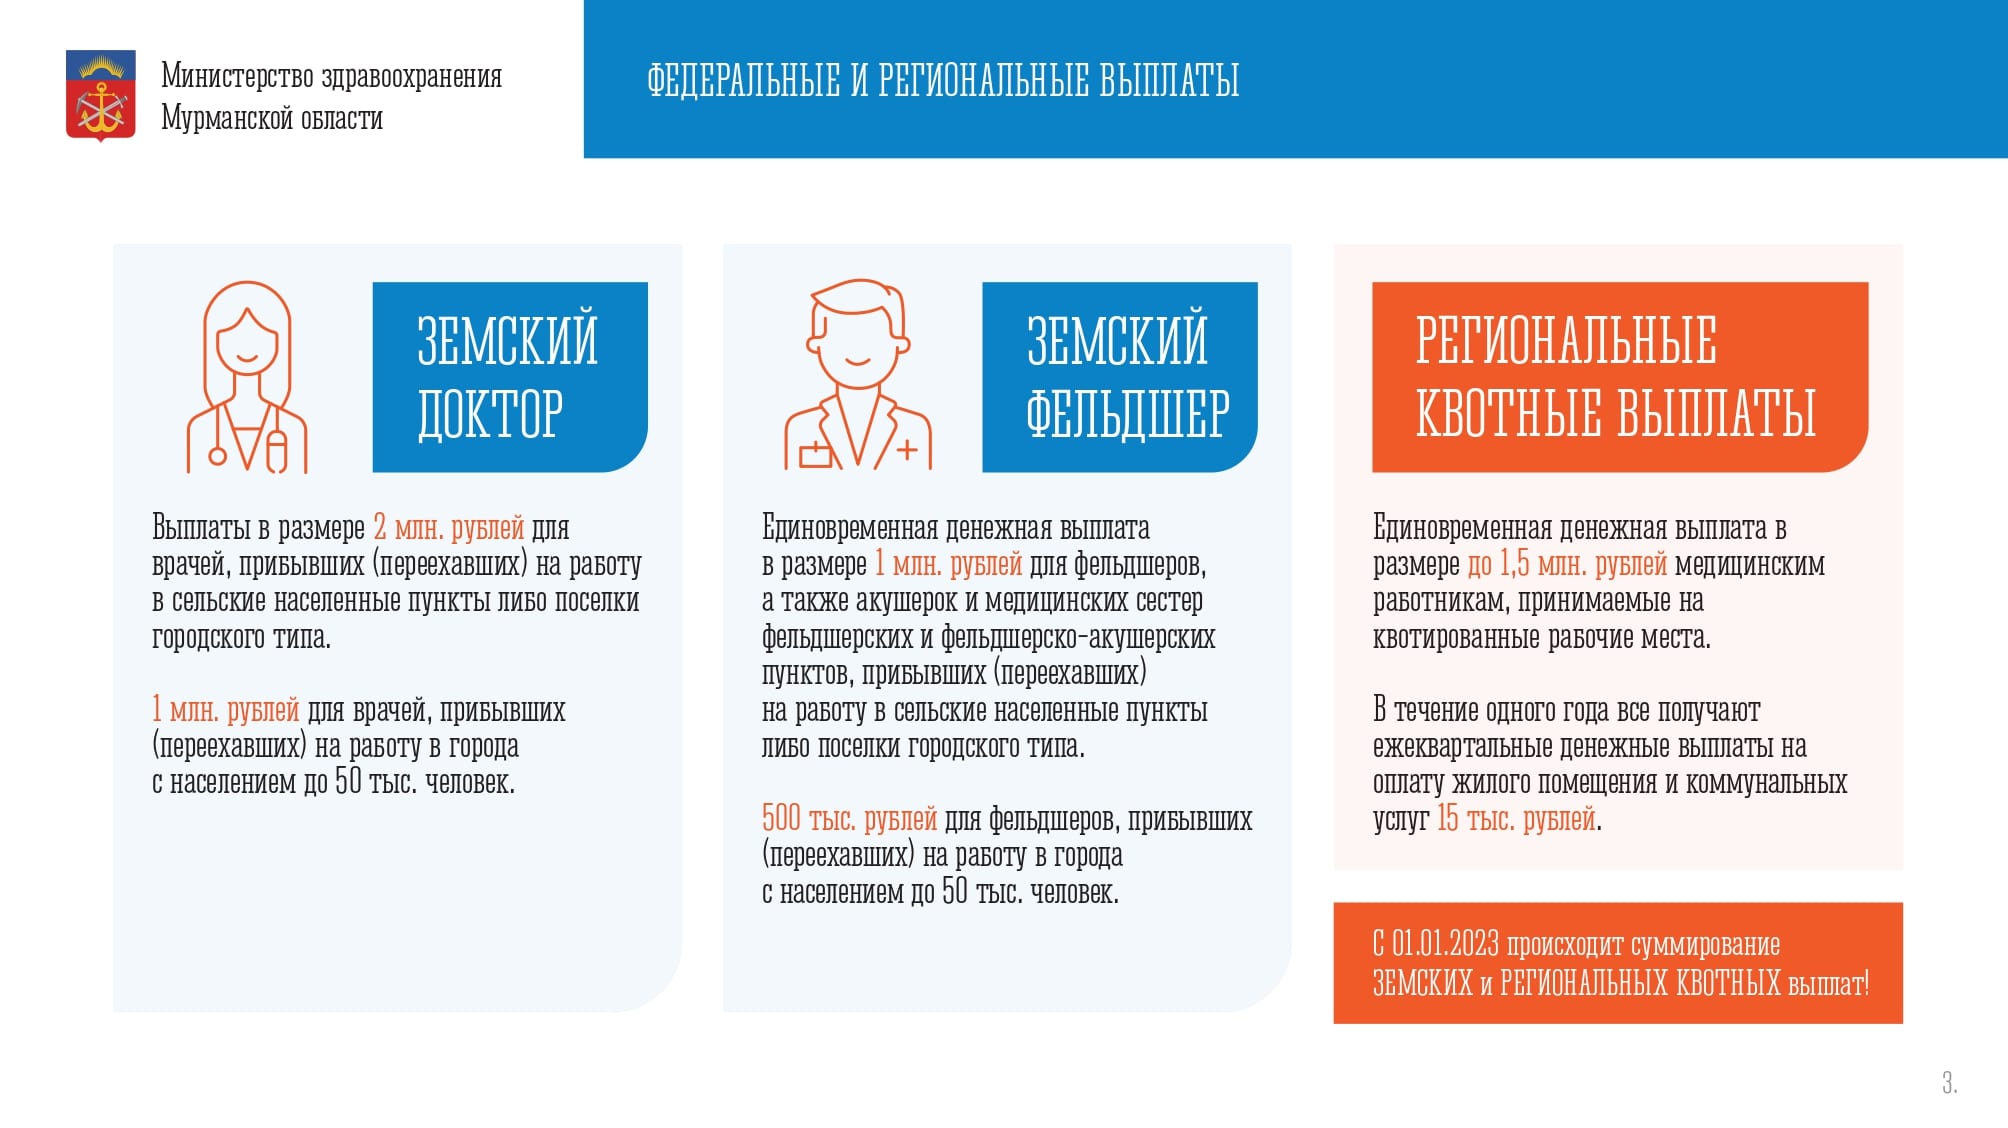 Министерство здравоохранения
Мурманской области
ФЕДЕРАЛЬНЫЕ И РЕГИОНАЛЬНЫЕ ВЫПЛАТЫ
ЗЕМСКИЙ
ДОКТОР
Выплаты в размере 2 млн. рублей для
врачей, прибывших (переехавших) на работу
в сельские населенные пункты либо поселки
городского типа.
1 млн. рублей для врачей, прибывших
(переехавших) на работу в города
с населением до 50 тыс. человек.
ЗЕМСКИЙ
ФЕЛЬДШЕР
Единовременная денежная выплата
в размере 1 млн. рублей для фельдшеров,
а также акушерок и медицинских сестер
фельдшерских и фельдшерско-акушерских
пунктов, прибывших (переехавших)
на работу в сельские населенные пункты
либо поселки городского типа.
500 тыс. рублей для фельдшеров, прибывших
(переехавших) на работу в города
с населением до 50 тыс. человек.
РЕГИОНАЛЬНЫЕ
КВОТНЫЕ ВЫПЛАТЫ
Единовременная денежная выплата в
размере до 1,5 млн. рублей медицинским
работникам, принимаемые на
квотированные рабочие места.
В течение одного года все получают
ежеквартальные денежные выплаты на
оплату жилого помещения и коммунальных
услуг 15 тыс. рублей.
С 01.01.2023 происходит суммирование
ЗЕМСКИХ и РЕГИОНАЛЬНЫХ КВОТНЫХ выплат!
3.